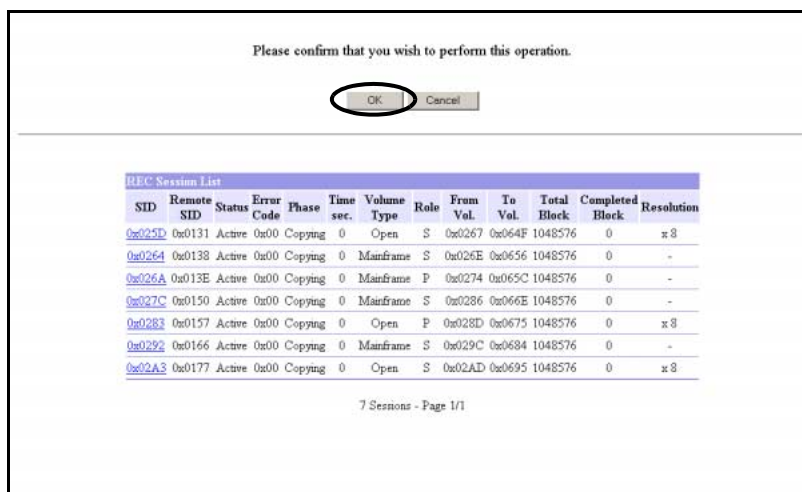 Please confirm that you wish to perform this operation.
OK Cancel
REC Session List
SID Remote SID Status Error Code Phase Time sec. Volume Type Role From Vol. To Vol. Total Block Completed Block Resolution
0x025D 0x0131 Active 0x00 Copying 0 Open S 0x0267 0x064F 1048576 0 x 8
0x0264 0x0138 Active 0x00 Copying 0 Mainframe S 0x026E 0x0656 1048576 0 -
0x026A 0x013E Active 0x00 Copying 0 Mainframe P 0x0274 0x065C 1048576 0 -
0x027C 0x0150 Active 0x00 Copying 0 Mainframe S 0x0286 0x066E 1048576 0 -
0x0283 0x0157 Active 0x00 Copying 0 Open P 0x028D 0x0675 1048576 0 x 8
0x0292 0x0166 Active 0x00 Copying 0 Mainframe S 0x029C 0x0684 1048576 0 -
0x02A3 0x0177 Active 0x00 Copying 0 Open S 0x02AD 0x0695 1048576 0 x 8
7 Sessions - Page 1/1